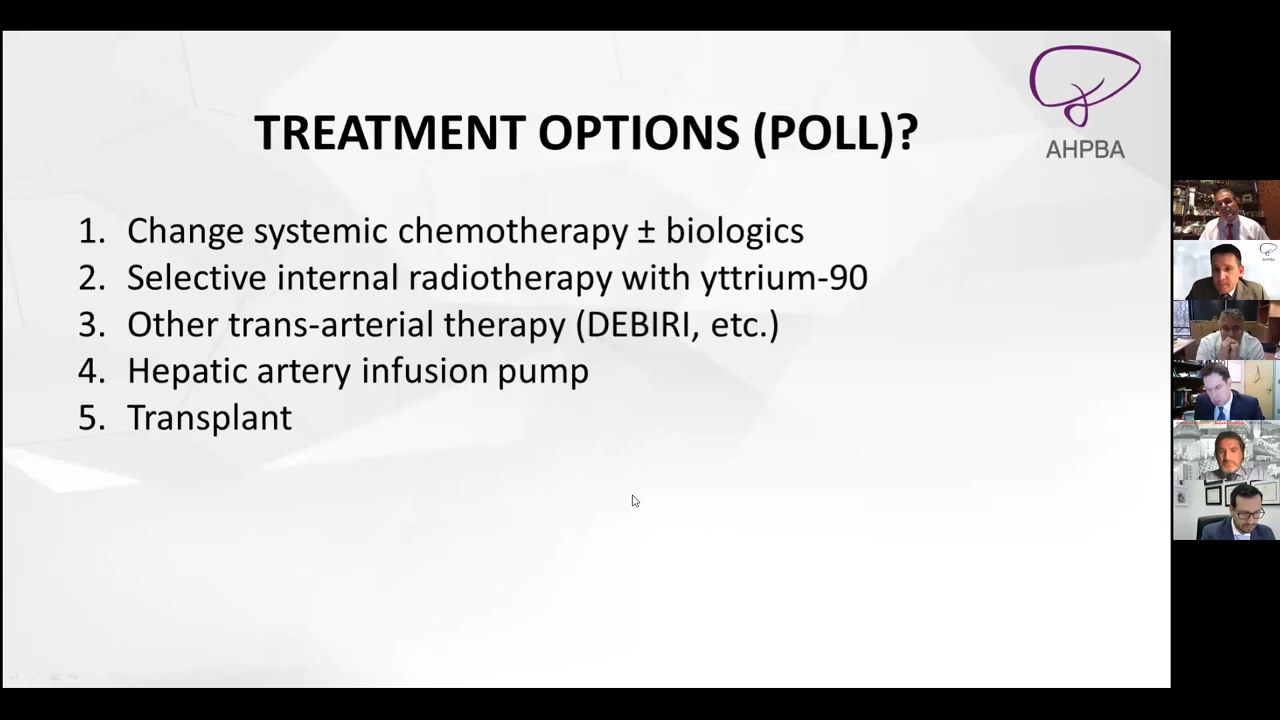 TREATMENT OPTIONS (POLL)?
AHPBA
1. Change systemic chemotherapy ± biologics
2. Selective internal radiotherapy with yttrium-90
3. Other trans-arterial therapy (DEBIRI, etc.)
4. Hepatic artery infusion pump
5. Transplant
AHPBA